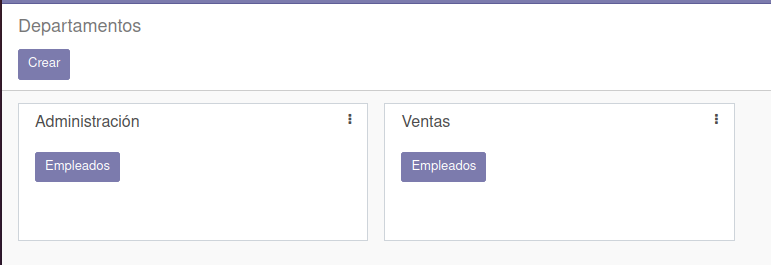 Departamentos
Crear
Administración
Ventas
Empleados
Empleados